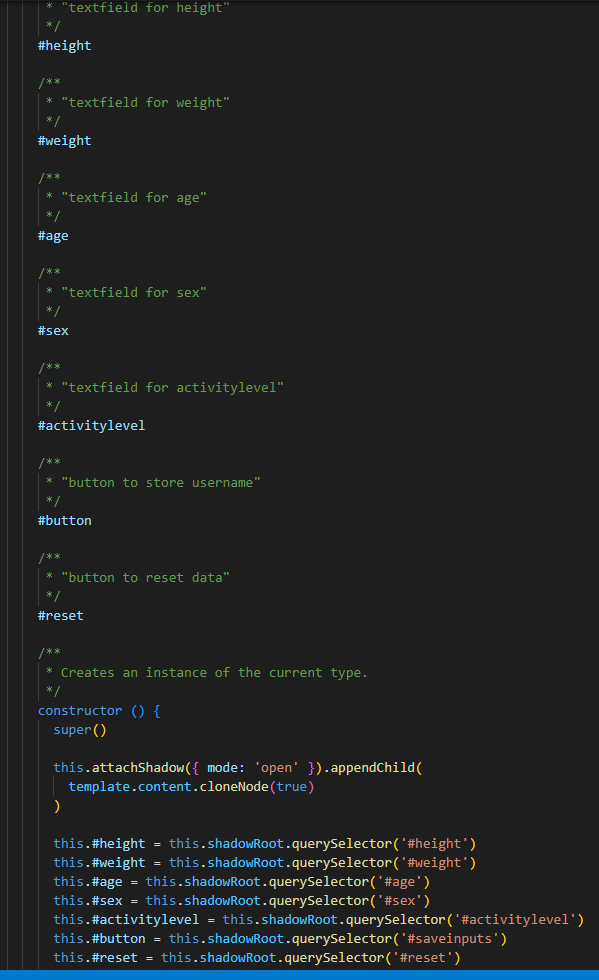 * "textfield for height"
*/
#height
/**
* "textfield for weight"
*/
#weight
/**
* "textfield for age"
*/
#age
/**
* "textfield for sex"
*/
#sex
/**
* "textfield for activitylevel"
*/
#activitylevel
/**
* "button to store username"
*/
#button
/**
* "button to reset data"
*/
#reset
/**
* Creates an instance of the current type.
*/
constructor () {
super()
this.attachShadow({ mode: 'open' }).appendChild(
template.content.cloneNode(true)
)
this.#height = this.shadowRoot.querySelector('#height')
this.#weight = this.shadowRoot.querySelector('#weight')
this.#age = this.shadowRoot.querySelector('#age')
this.#sex = this.shadowRoot.querySelector('#sex')
this.#activitylevel = this.shadowRoot.querySelector('#activitylevel')
this.#button = this.shadowRoot.querySelector('#saveinputs')
this.#reset = this.shadowRoot.querySelector('#reset')